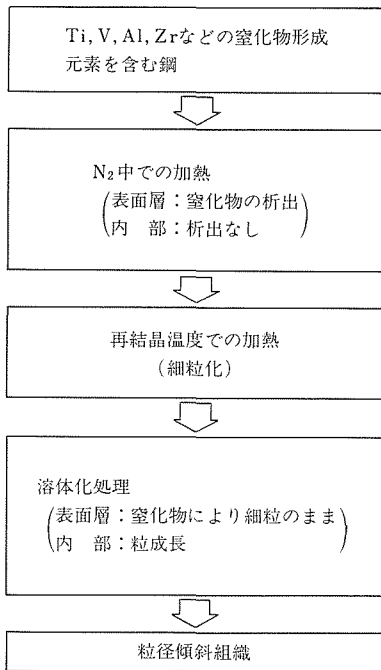 Ti, V, Al, Zrなどの窒化物形成
元素を含む鋼
N₂中での加熱
(表面層：窒化物の析出)
(内　部：析出なし)
再結晶温度での加熱
(細粒化)
溶体化処理
(表面層：窒化物により細粒のまま)
(内　部：粒成長)
粒径傾斜組織